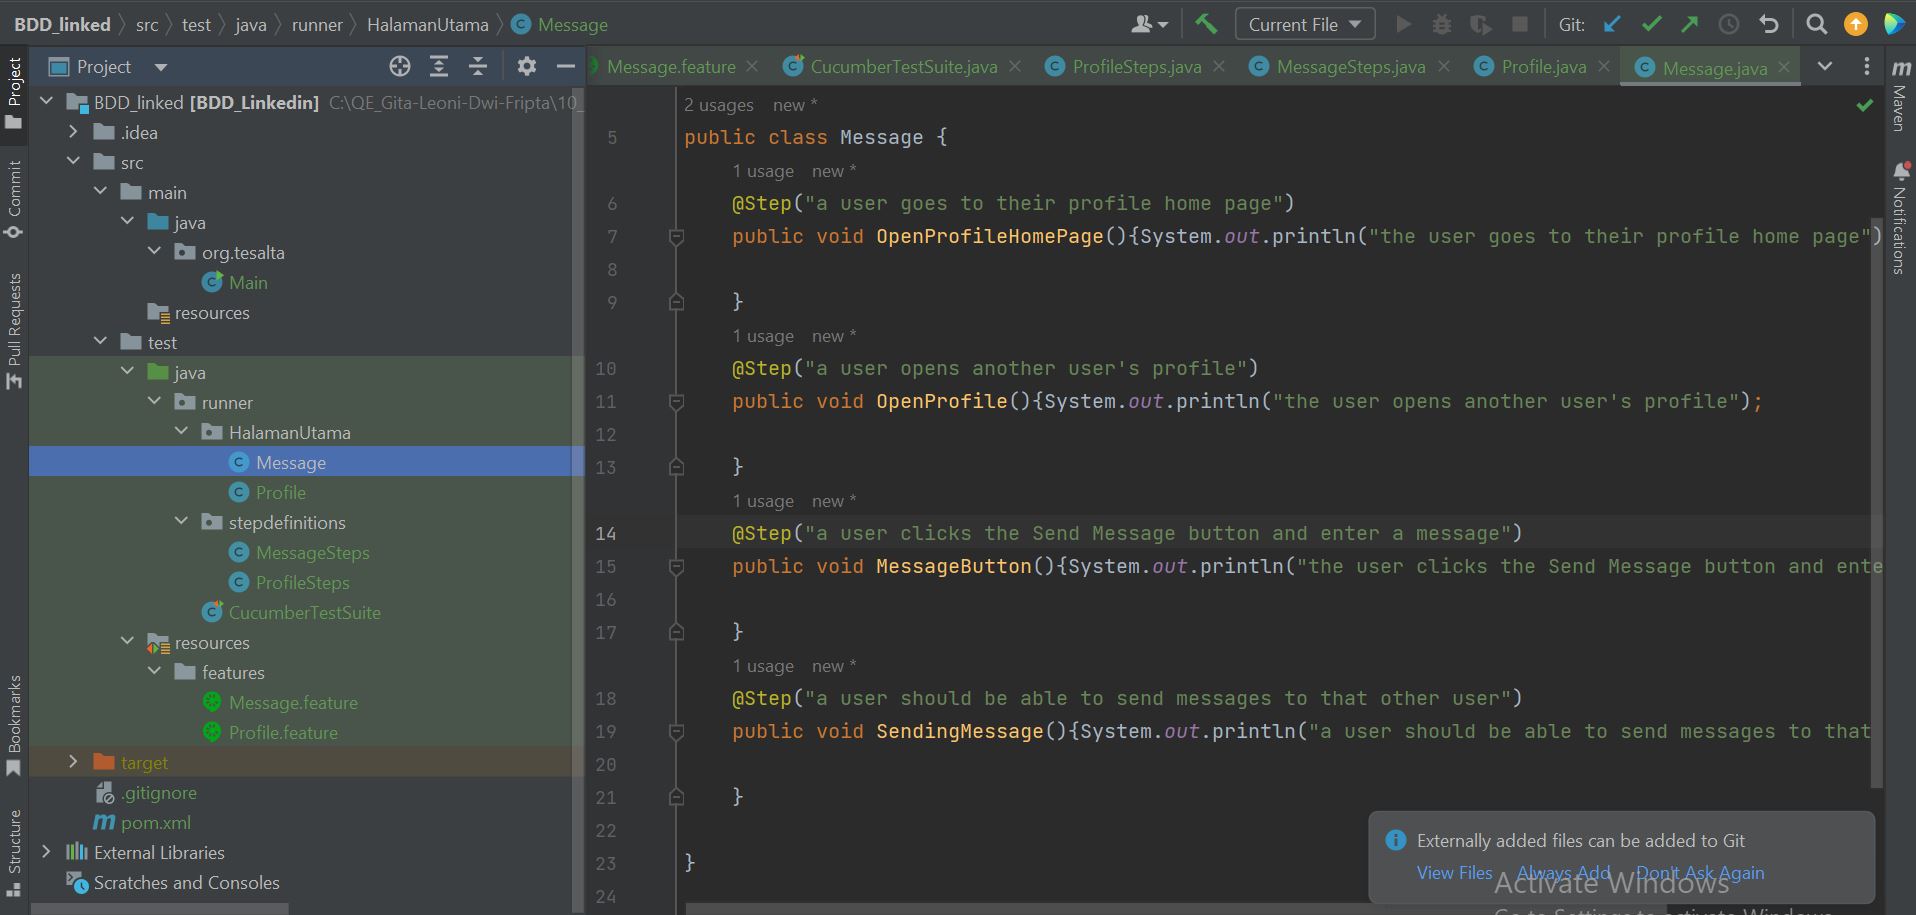 BDD_linked src test java runner HalamanUtama Message
Current File
Git:
Project
Message.feature CucumberTestSuite.java ProfileSteps.java MessageSteps.java Profile.java Message.java
Project
Commit
Pull Requests
Bookmarks
Structure
BDD_linked [BDD_Linkedin] C:\QE_Gita-Leoni-Dwi-Fripta\10_
.idea
src
main
java
org.tesalta
Main
resources
test
java
runner
HalamanUtama
Message
Profile
stepdefinitions
MessageSteps
ProfileSteps
CucumberTestSuite
resources
features
Message.feature
Profile.feature
target
.gitignore
pom.xml
External Libraries
Scratches and Consoles
2 usages new *
5 public class Message {
1 usage new *
6 @Step("a user goes to their profile home page")
7 public void OpenProfileHomePage(){System.out.println("the user goes to their profile home page")
8
9 }
1 usage new *
10 @Step("a user opens another user's profile")
11 public void OpenProfile(){System.out.println("the user opens another user's profile");
12
13 }
1 usage new *
14 @Step("a user clicks the Send Message button and enter a message")
15 public void MessageButton(){System.out.println("the user clicks the Send Message button and ente
16
17 }
1 usage new *
18 @Step("a user should be able to send messages to that other user")
19 public void SendingMessage(){System.out.println("a user should be able to send messages to that
20
21 }
22
23 }
24
m
Maven
Notifications
Externally added files can be added to Git
View Files Always Add Don't Ask Again
Activate Windows
Go to Settings to activate Windows.